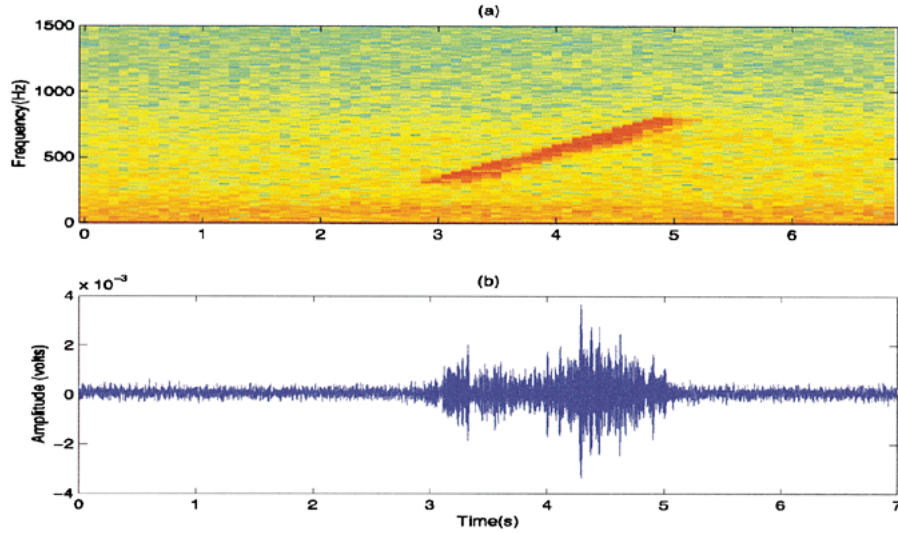 (a)
1500
1000
500
0
Frequency(Hz)
0 1 2 3 4 5 6
(b)
× 10−3
4
2
0
−2
−4
Amplitude (volts)
0 1 2 3 4 5 6 7
Time(s)